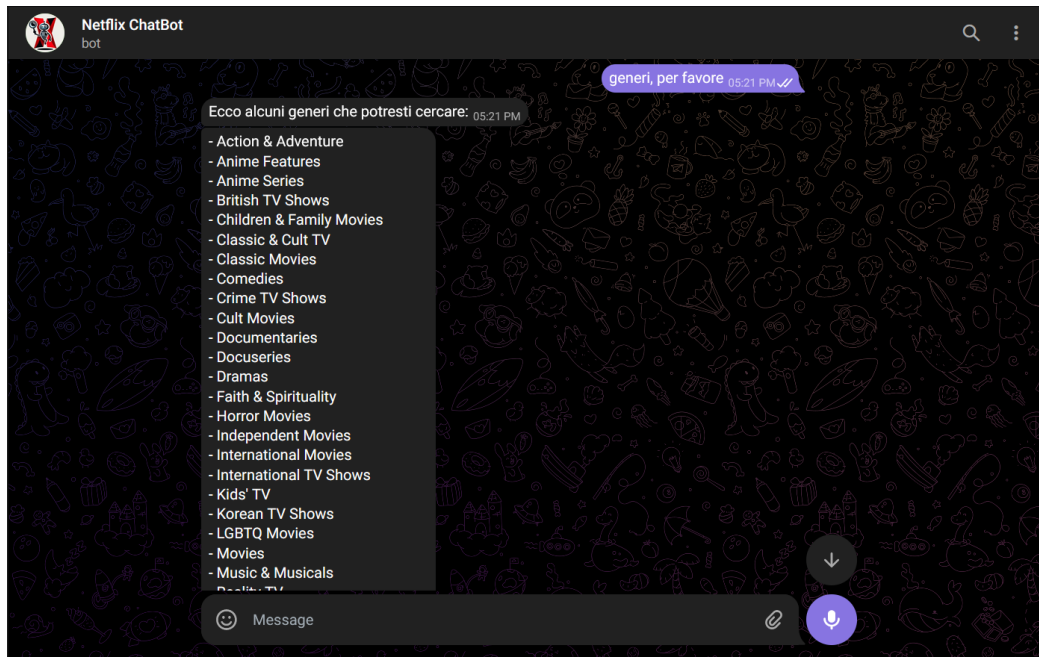 Netflix ChatBot
bot
generi, per favore 05:21 PM
Ecco alcuni generi che potresti cercare: 05:21 PM
- Action & Adventure
- Anime Features
- Anime Series
- British TV Shows
- Children & Family Movies
- Classic & Cult TV
- Classic Movies
- Comedies
- Crime TV Shows
- Cult Movies
- Documentaries
- Docuseries
- Dramas
- Faith & Spirituality
- Horror Movies
- Independent Movies
- International Movies
- International TV Shows
- Kids' TV
- Korean TV Shows
- LGBTQ Movies
- Movies
- Music & Musicals
- Reality TV
Message